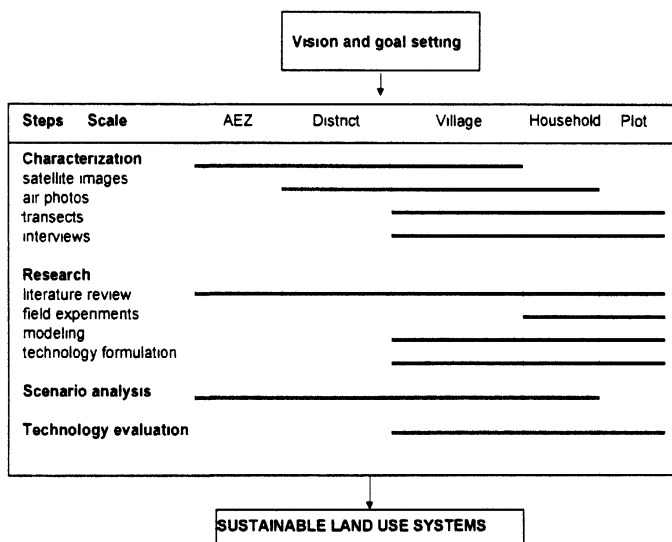 Vision and goal setting
Steps Scale AEZ District Village Household Plot
Characterization
satellite images
air photos
transects
interviews
Research
literature review
field experiments
modeling
technology formulation
Scenario analysis
Technology evaluation
SUSTAINABLE LAND USE SYSTEMS